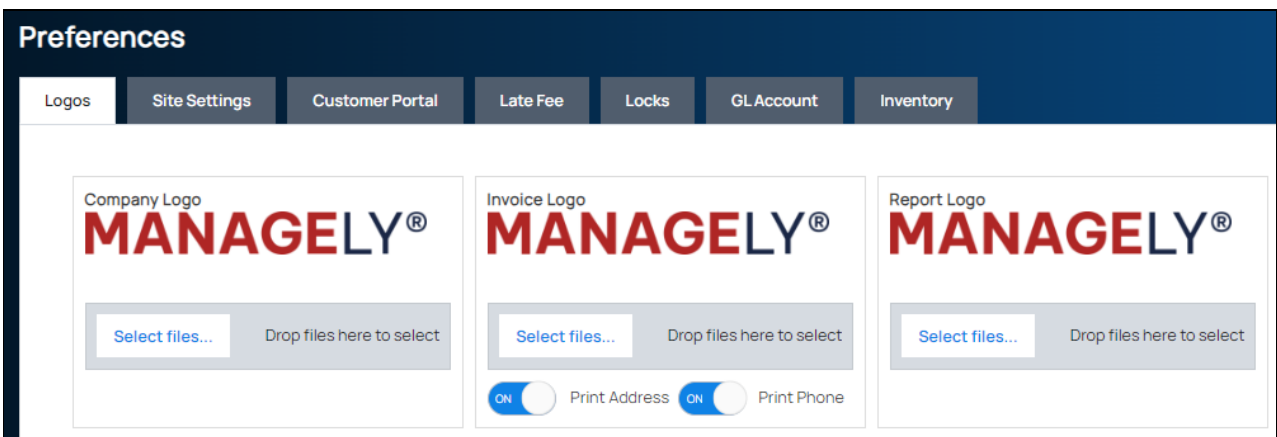 Preferences
Logos Site Settings Customer Portal Late Fee Locks GL Account Inventory
Company Logo
MANAGELY®
Select files... Drop files here to select
Invoice Logo
MANAGELY®
Select files... Drop files here to select
ON Print Address ON Print Phone
Report Logo
MANAGELY®
Select files... Drop files here to select